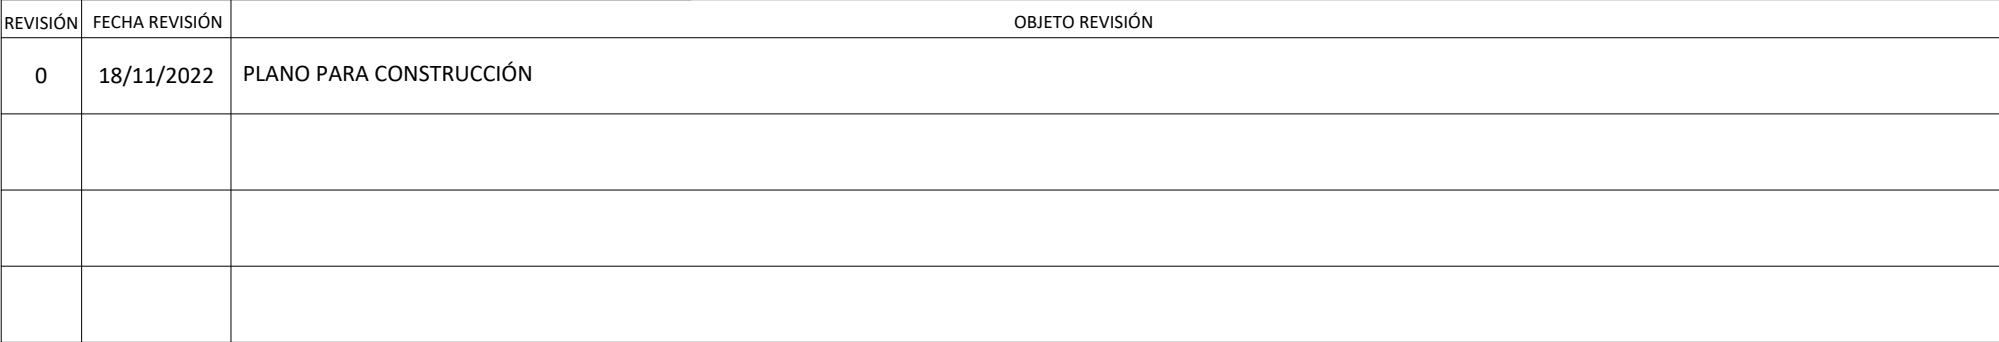 REVISIÓN FECHA REVISIÓN OBJETO REVISIÓN
0 18/11/2022 PLANO PARA CONSTRUCCIÓN